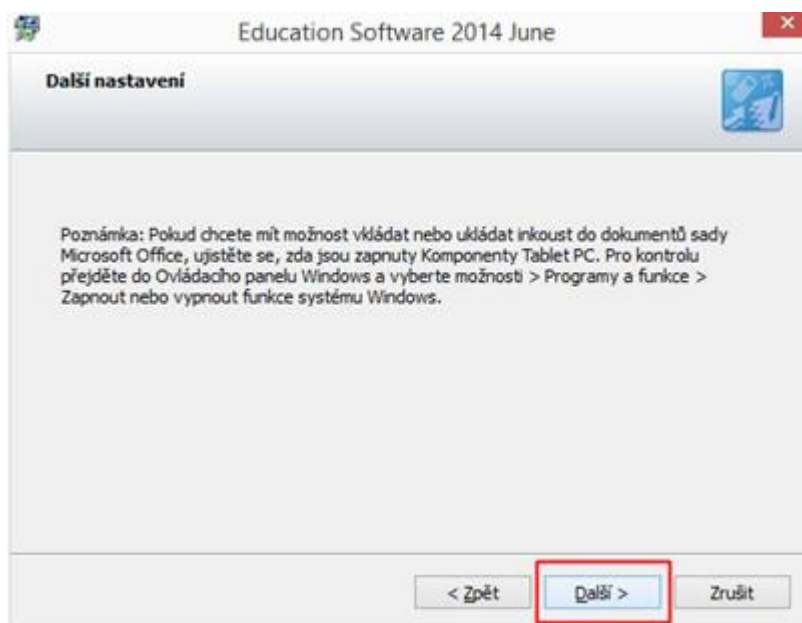 Education Software 2014 June
Další nastavení
Poznámka: Pokud chcete mít možnost vkládat nebo ukládat inkoust do dokumentů sady
Microsoft Office, ujistěte se, zda jsou zapnuty Komponenty Tablet PC. Pro kontrolu
přejděte do Ovládacího panelu Windows a vyberte možnosti > Programy a funkce >
Zapnout nebo vypnout funkce systému Windows.
< Zpět Další > Zrušit